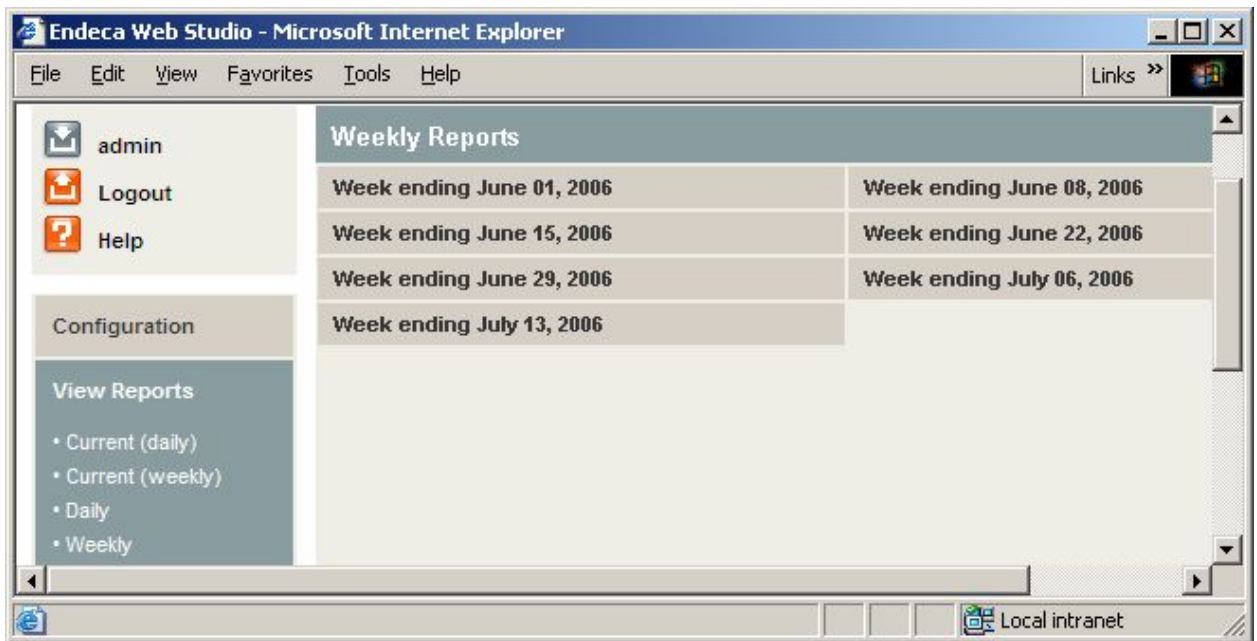 Endeca Web Studio - Microsoft Internet Explorer
File Edit View Favorites Tools Help Links »
admin
Logout
Help
Configuration
View Reports
• Current (daily)
• Current (weekly)
• Daily
• Weekly
Weekly Reports
Week ending June 01, 2006 Week ending June 08, 2006
Week ending June 15, 2006 Week ending June 22, 2006
Week ending June 29, 2006 Week ending July 06, 2006
Week ending July 13, 2006
Local intranet